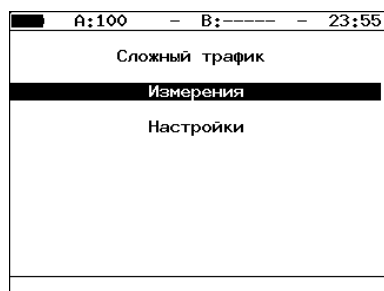 A:100 – B:----- – 23:55
Сложный трафик
Измерения
Настройки